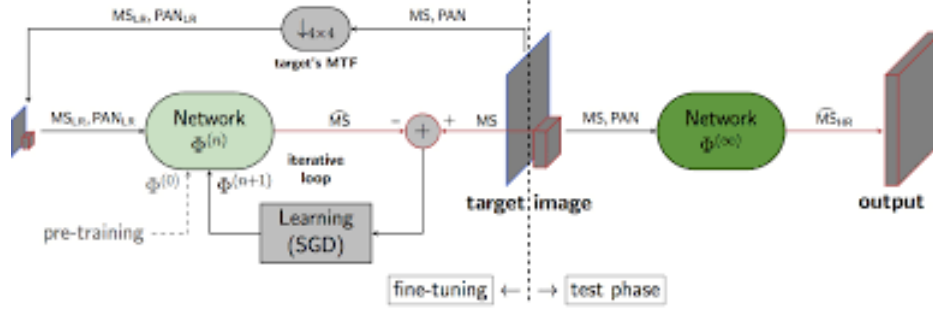 MS_LR, PAN_LR
↓4×4
MS, PAN
target's MTF
MS_LR, PAN_LR
Network
Φ^(n)
M̂S
−
+
+
MS
MS, PAN
Network
Φ^(∞)
M̂S_HR
iterative
loop
Φ^(0)
Φ^(n+1)
target image
output
pre-training
Learning
(SGD)
fine-tuning
←
→
test phase